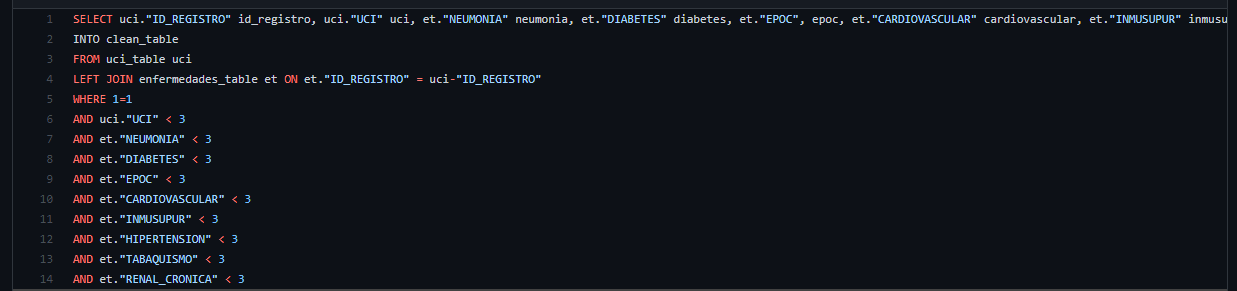 1 SELECT uci."ID_REGISTRO" id_registro, uci."UCI" uci, et."NEUMONIA" neumonia, et."DIABETES" diabetes, et."EPOC", epoc, et."CARDIOVASCULAR" cardiovascular, et."INMUSUPUR" inmusu
2 INTO clean_table
3 FROM uci_table uci
4 LEFT JOIN enfermedades_table et ON et."ID_REGISTRO" = uci-"ID_REGISTRO"
5 WHERE 1=1
6 AND uci."UCI" < 3
7 AND et."NEUMONIA" < 3
8 AND et."DIABETES" < 3
9 AND et."EPOC" < 3
10 AND et."CARDIOVASCULAR" < 3
11 AND et."INMUSUPUR" < 3
12 AND et."HIPERTENSION" < 3
13 AND et."TABAQUISMO" < 3
14 AND et."RENAL_CRONICA" < 3